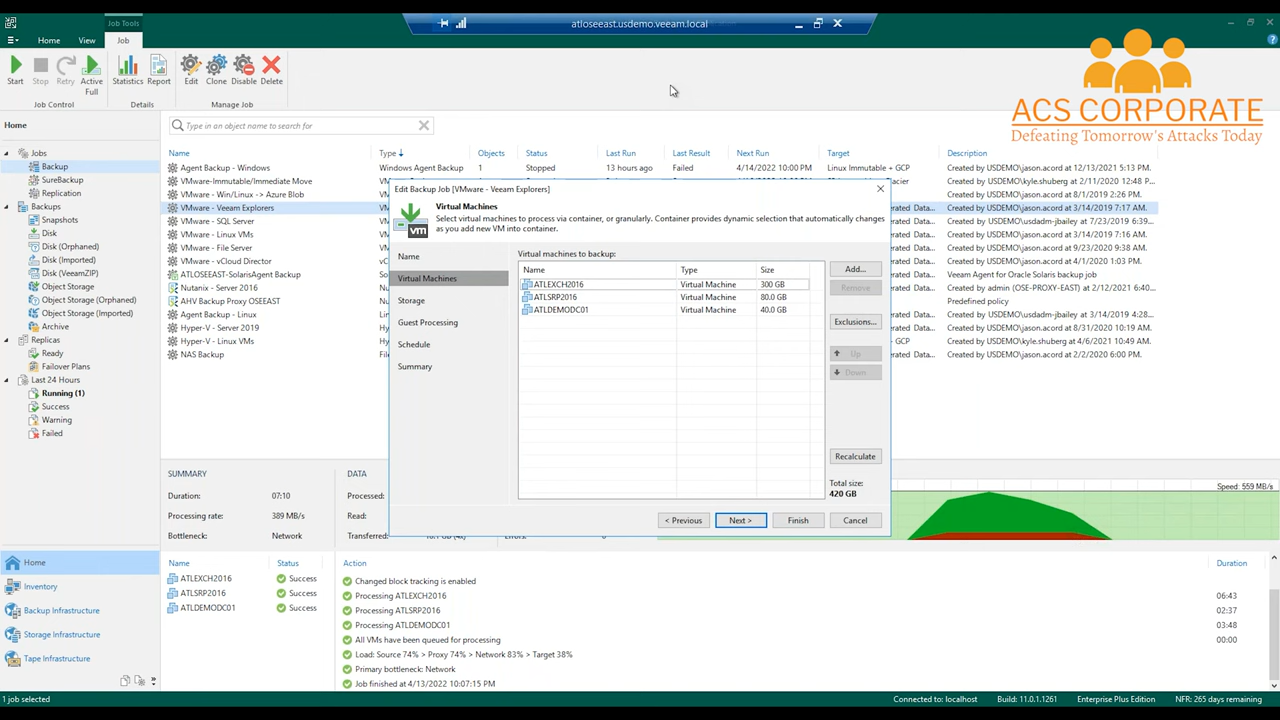 Job Tools
atloseeast.usdemo.veeam.local
Home View Job
Start Stop Retry Active Full Statistics Report Edit Clone Disable Delete
Job Control Details Manage Job
ACS CORPORATE
Defeating Tomorrow's Attacks Today
Home
Type in an object name to search for
Jobs
Backup
SureBackup
Replication
Backups
Snapshots
Disk
Disk (Orphaned)
Disk (Imported)
Disk (VeeamZIP)
Object Storage
Object Storage (Orphaned)
Object Storage (Imported)
Archive
Replicas
Ready
Failover Plans
Last 24 Hours
Running (1)
Success
Warning
Failed
Name Type Objects Status Last Run Last Result Next Run Target Description
Agent Backup - Windows Windows Agent Backup 1 Stopped 13 hours ago Failed 4/14/2022 10:00 PM Linux Immutable + GCP Created by USDEMO\jason.acord at 12/13/2021 5:13 PM.
VMware-Immutable/Immediate Move Created by USDEMO\kyle.shuberg at 2/11/2020 12:48 P...
VMware - Win/Linux -> Azure Blob Created by USDEMO\jason.acord at 8/1/2019 2:26 PM.
VMware - Veeam Explorers Created by USDEMO\jason.acord at 3/14/2019 7:17 AM.
VMware - SQL Server Created by USDEMO\usdadm-jbailey at 7/23/2019 6:39...
VMware - Linux VMs Created by USDEMO\jason.acord at 3/14/2019 7:16 AM.
VMware - File Server Created by USDEMO\jason.acord at 9/23/2020 9:38 AM.
VMware - vCloud Director Created by USDEMO\jason.acord at 8/31/2020 10:00 AM.
ATLOSEEAST-SolarisAgent Backup Veeam Agent for Oracle Solaris backup job
Nutanix - Server 2016 Created by admin (OSE-PROXY-EAST) at 2/12/2021 6:43...
AHV Backup Proxy OSEEAST Predefined policy
Agent Backup - Linux Created by USDEMO\usdadm-jbailey at 3/14/2019 4:28...
Hyper-V - Server 2019 Created by USDEMO\jason.acord at 8/31/2020 10:19 AM.
Hyper-V - Linux VMs + GCP Created by USDEMO\kyle.shuberg at 4/6/2021 10:49 AM.
NAS Backup Created by USDEMO\jason.acord at 2/2/2020 6:00 PM.
Edit Backup Job [VMware - Veeam Explorers]
Virtual Machines
Select virtual machines to process via container, or granularly. Container provides dynamic selection that automatically changes
as you add new VM into container.
vm
Name
Virtual Machines
Storage
Guest Processing
Schedule
Summary
Virtual machines to backup:
Name Type Size
ATLEXCH2016 Virtual Machine 300 GB
ATLSRP2016 Virtual Machine 80.0 GB
ATLDEMODC01 Virtual Machine 40.0 GB
Add...
Remove
Exclusions...
Up
Down
Recalculate
Total size:
420 GB
< Previous Next > Finish Cancel
SUMMARY
Duration: 07:10
Processing rate: 389 MB/s
Bottleneck: Network
DATA
Processed:
Read:
Transferred:
Speed: 559 MB/s
Home
Inventory
Backup Infrastructure
Storage Infrastructure
Tape Infrastructure
Name Status
ATLEXCH2016 Success
ATLSRP2016 Success
ATLDEMODC01 Success
Action Duration
Changed block tracking is enabled
Processing ATLEXCH2016 06:43
Processing ATLSRP2016 02:37
Processing ATLDEMODC01 03:48
All VMs have been queued for processing 00:00
Load: Source 74% > Proxy 74% > Network 83% > Target 38%
Primary bottleneck: Network
Job finished at 4/13/2022 10:07:15 PM
1 job selected
Connected to: localhost Build: 11.0.1.1261 Enterprise Plus Edition NFR: 265 days remaining